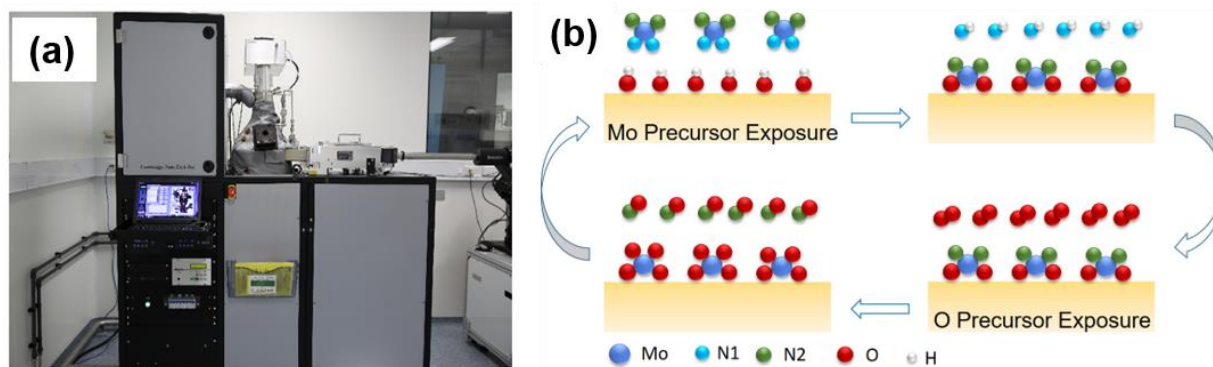 (a)
(b)
Mo Precursor Exposure
O Precursor Exposure
Mo N1 N2 O H